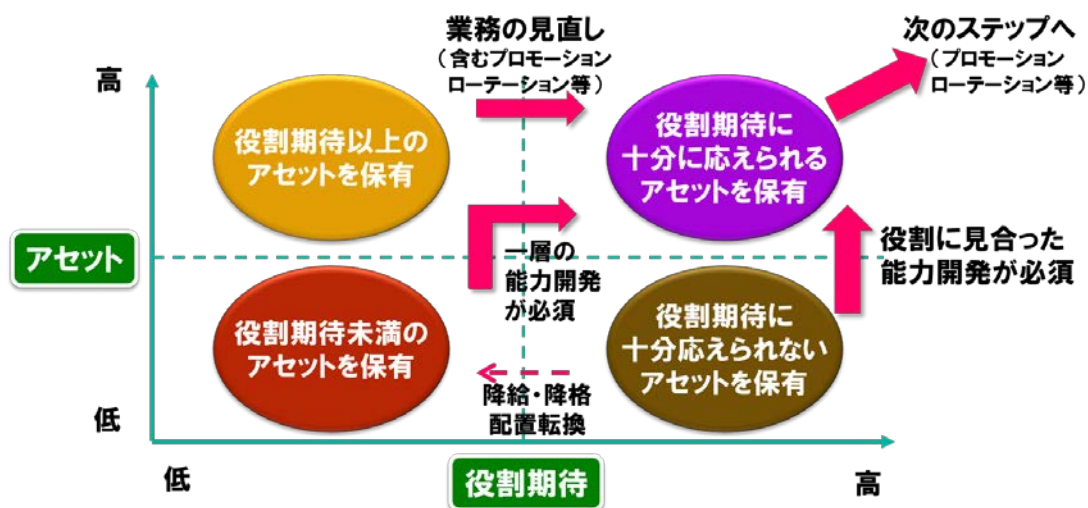 業務の見直し
（含むプロモーション
ローテーション等）
次のステップへ
（プロモーション
ローテーション等）
高
役割期待以上の
アセットを保有
役割期待に
十分に応えられる
アセットを保有
アセット
一層の
能力開発
が必須
役割に見合った
能力開発が必須
役割期待未満の
アセットを保有
役割期待に
十分応えられない
アセットを保有
降給・降格
配置転換
低
低
役割期待
高